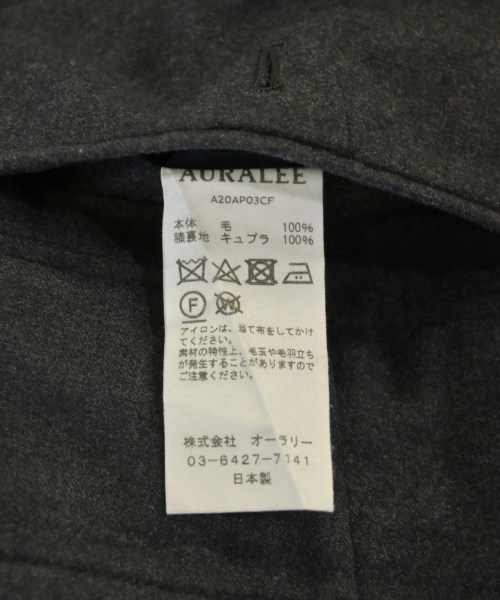 AURALEE
A20AP03CF
本体 毛 100%
膝裏地 キュプラ 100%
F
W
アイロンは、当て布をしてかけ
てください。
素材の特性上、毛玉や毛羽立ち
が発生することがありますので
ご注意ください。
株式会社 オーラリー
03-6427-7141
日本製